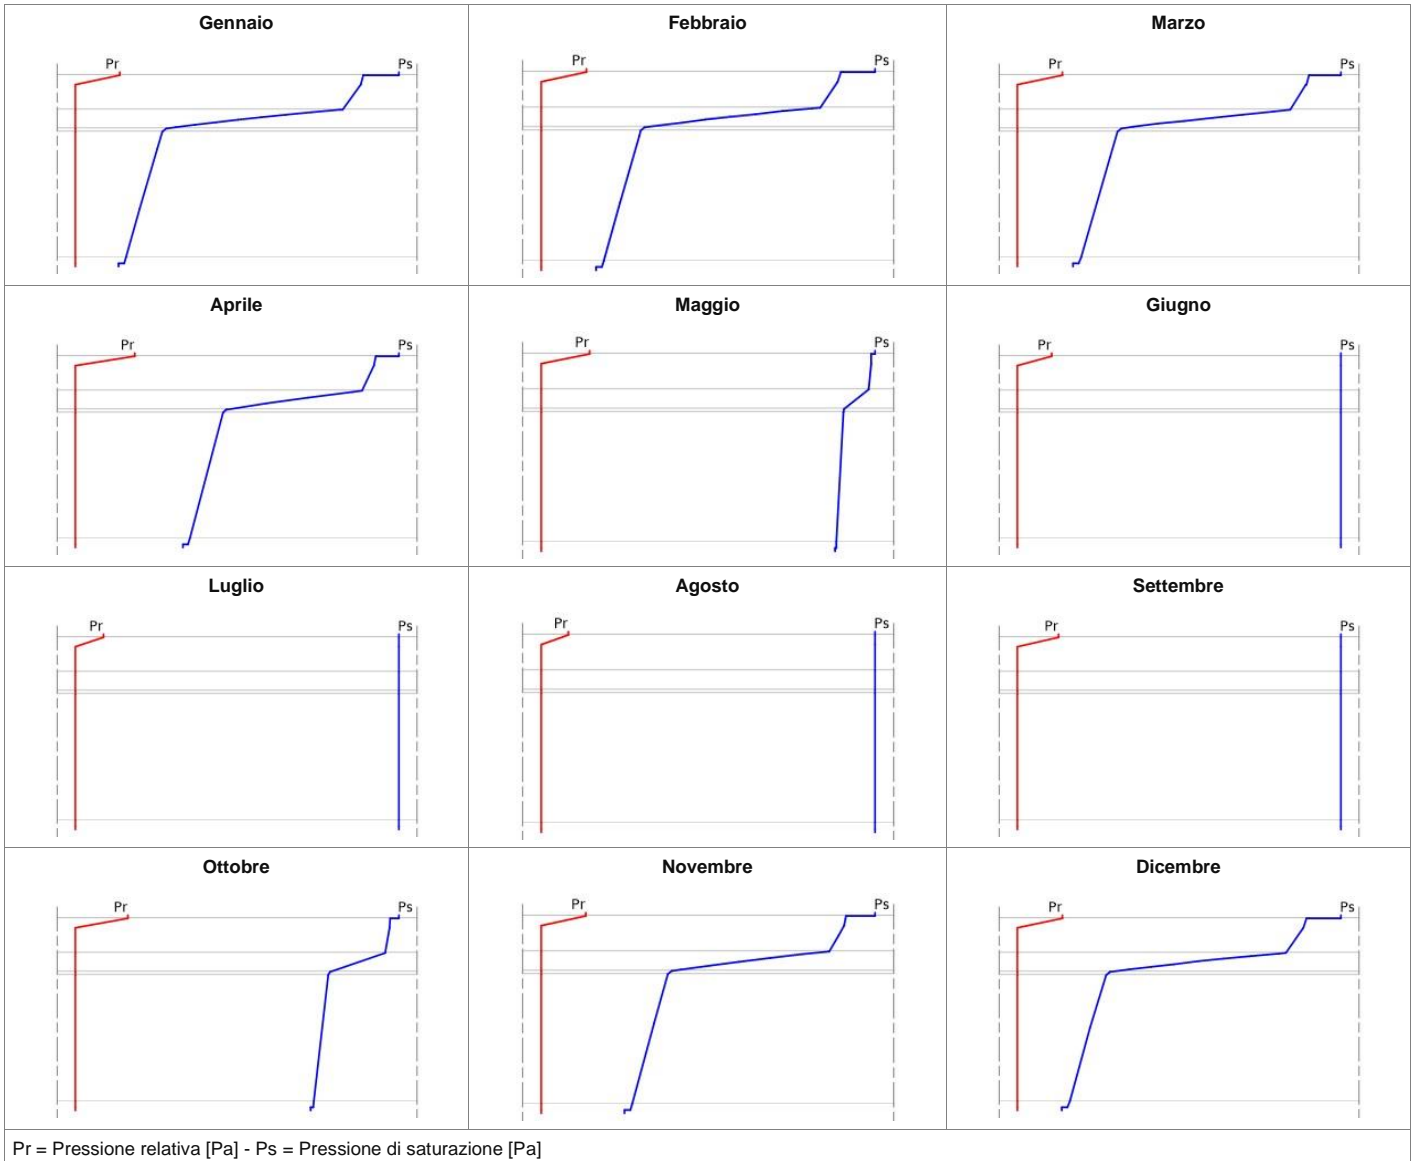 Gennaio
Febbraio
Marzo
Pr Ps
Pr Ps
Pr Ps
Aprile
Maggio
Giugno
Pr Ps
Pr Ps
Pr Ps
Luglio
Agosto
Settembre
Pr Ps
Pr Ps
Pr Ps
Ottobre
Novembre
Dicembre
Pr Ps
Pr Ps
Pr Ps
Pr = Pressione relativa [Pa] - Ps = Pressione di saturazione [Pa]